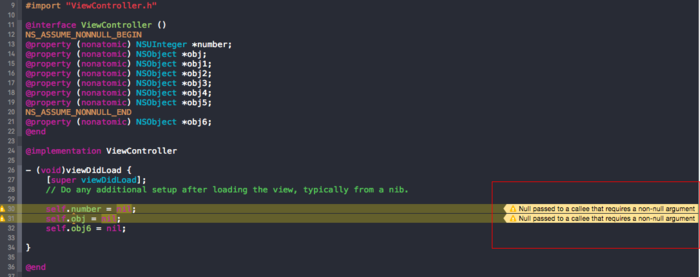 9 #import "ViewController.h"
10
11 @interface ViewController ()
12 NS_ASSUME_NONNULL_BEGIN
13 @property (nonatomic) NSUInteger *number;
14 @property (nonatomic) NSObject *obj;
15 @property (nonatomic) NSObject *obj1;
16 @property (nonatomic) NSObject *obj2;
17 @property (nonatomic) NSObject *obj3;
18 @property (nonatomic) NSObject *obj4;
19 @property (nonatomic) NSObject *obj5;
20 NS_ASSUME_NONNULL_END
21 @property (nonatomic) NSObject *obj6;
22 @end
23
24 @implementation ViewController
25
26 - (void)viewDidLoad {
27 [super viewDidLoad];
28 // Do any additional setup after loading the view, typically from a nib.
29
30 self.number = nil; Null passed to a callee that requires a non-null argument
31 self.obj = nil; Null passed to a callee that requires a non-null argument
32 self.obj6 = nil;
33
34 }
35
36 @end